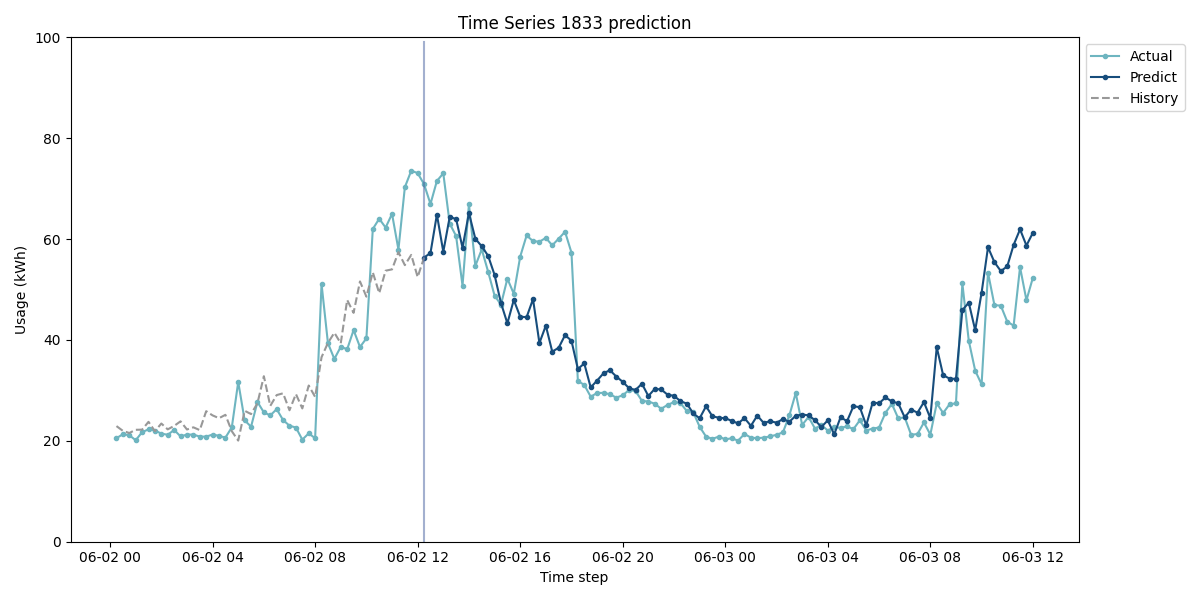 Time Series 1833 prediction
100
80
60
40
20
0
Usage (kWh)
06-02 00
06-02 04
06-02 08
06-02 12
06-02 16
06-02 20
06-03 00
06-03 04
06-03 08
06-03 12
Time step
Actual
Predict
History